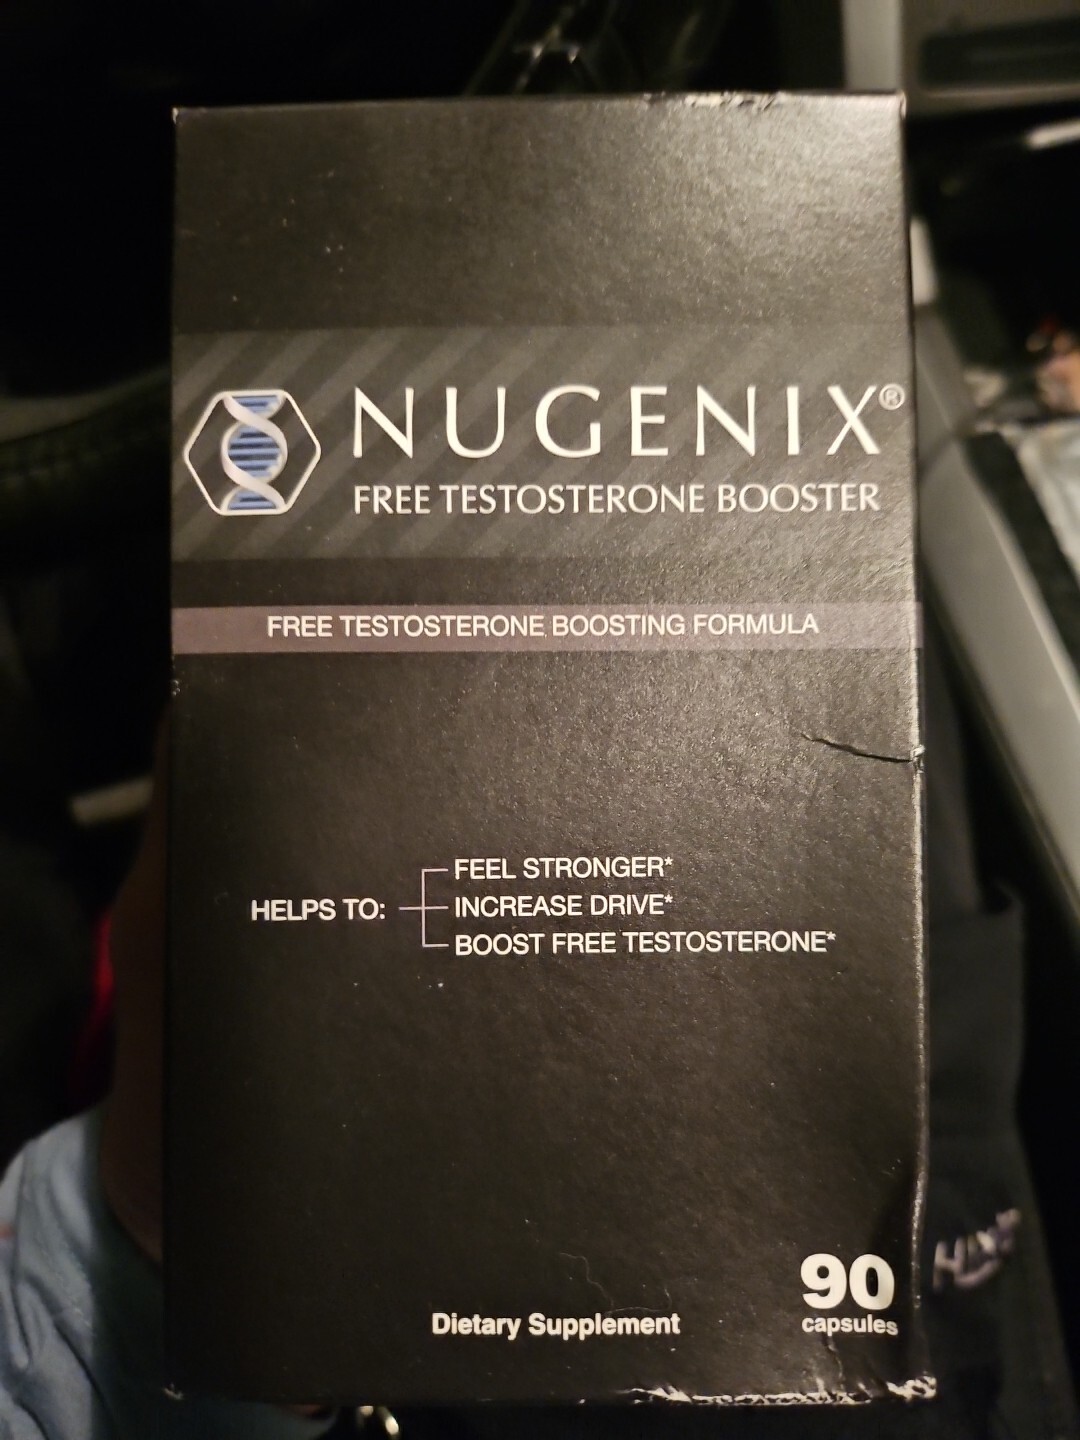 NUGENIX®
FREE TESTOSTERONE BOOSTER
FREE TESTOSTERONE BOOSTING FORMULA
HELPS TO:
FEEL STRONGER*
INCREASE DRIVE*
BOOST FREE TESTOSTERONE*
Dietary Supplement
90
capsules